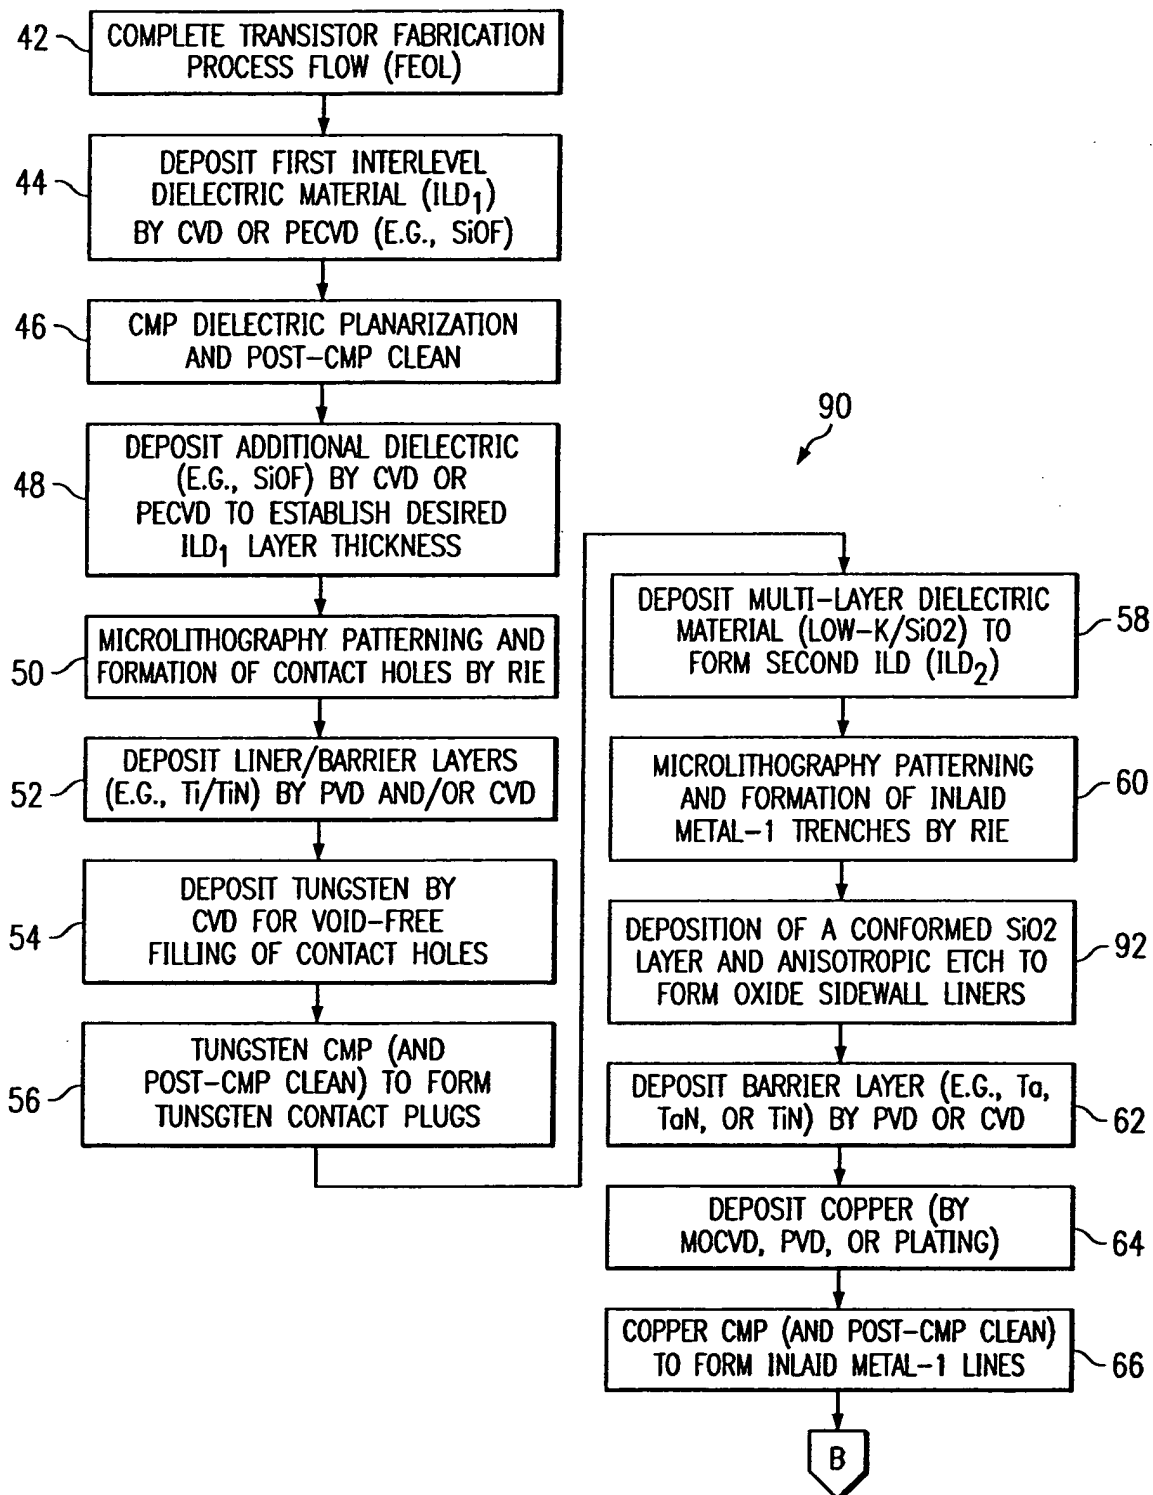 42
COMPLETE TRANSISTOR FABRICATION
PROCESS FLOW (FEOL)
44
DEPOSIT FIRST INTERLEVEL
DIELECTRIC MATERIAL (ILD1)
BY CVD OR PECVD (E.G., SiOF)
46
CMP DIELECTRIC PLANARIZATION
AND POST-CMP CLEAN
48
DEPOSIT ADDITIONAL DIELECTRIC
(E.G., SiOF) BY CVD OR
PECVD TO ESTABLISH DESIRED
ILD1 LAYER THICKNESS
50
MICROLITHOGRAPHY PATTERNING AND
FORMATION OF CONTACT HOLES BY RIE
52
DEPOSIT LINER/BARRIER LAYERS
(E.G., Ti/TiN) BY PVD AND/OR CVD
54
DEPOSIT TUNGSTEN BY
CVD FOR VOID-FREE
FILLING OF CONTACT HOLES
56
TUNGSTEN CMP (AND
POST-CMP CLEAN) TO FORM
TUNSGTEN CONTACT PLUGS
90
DEPOSIT MULTI-LAYER DIELECTRIC
MATERIAL (LOW-K/SiO2) TO
FORM SECOND ILD (ILD2)
58
MICROLITHOGRAPHY PATTERNING
AND FORMATION OF INLAID
METAL-1 TRENCHES BY RIE
60
DEPOSITION OF A CONFORMED SiO2
LAYER AND ANISOTROPIC ETCH TO
FORM OXIDE SIDEWALL LINERS
92
DEPOSIT BARRIER LAYER (E.G., Ta,
TaN, OR TiN) BY PVD OR CVD
62
DEPOSIT COPPER (BY
MOCVD, PVD, OR PLATING)
64
COPPER CMP (AND POST-CMP CLEAN)
TO FORM INLAID METAL-1 LINES
66
B